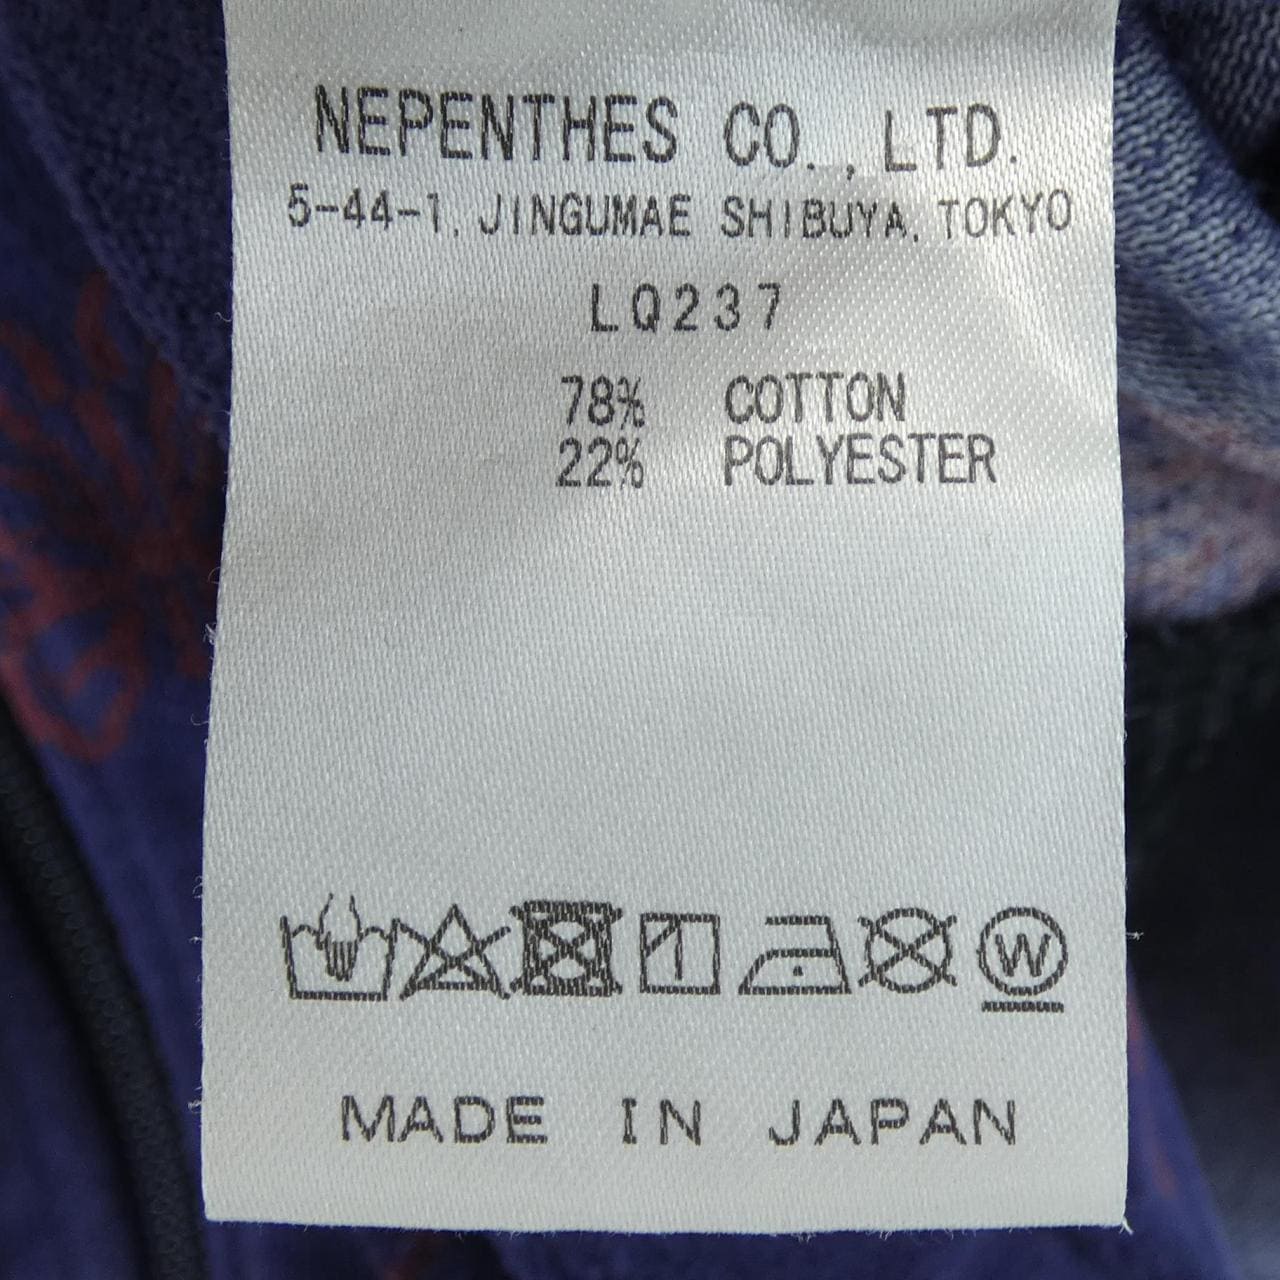 NEPENTHES CO., LTD.
5-44-1, JINGUMAE SHIBUYA, TOKYO
LQ237
78% COTTON
22% POLYESTER
W
MADE IN JAPAN